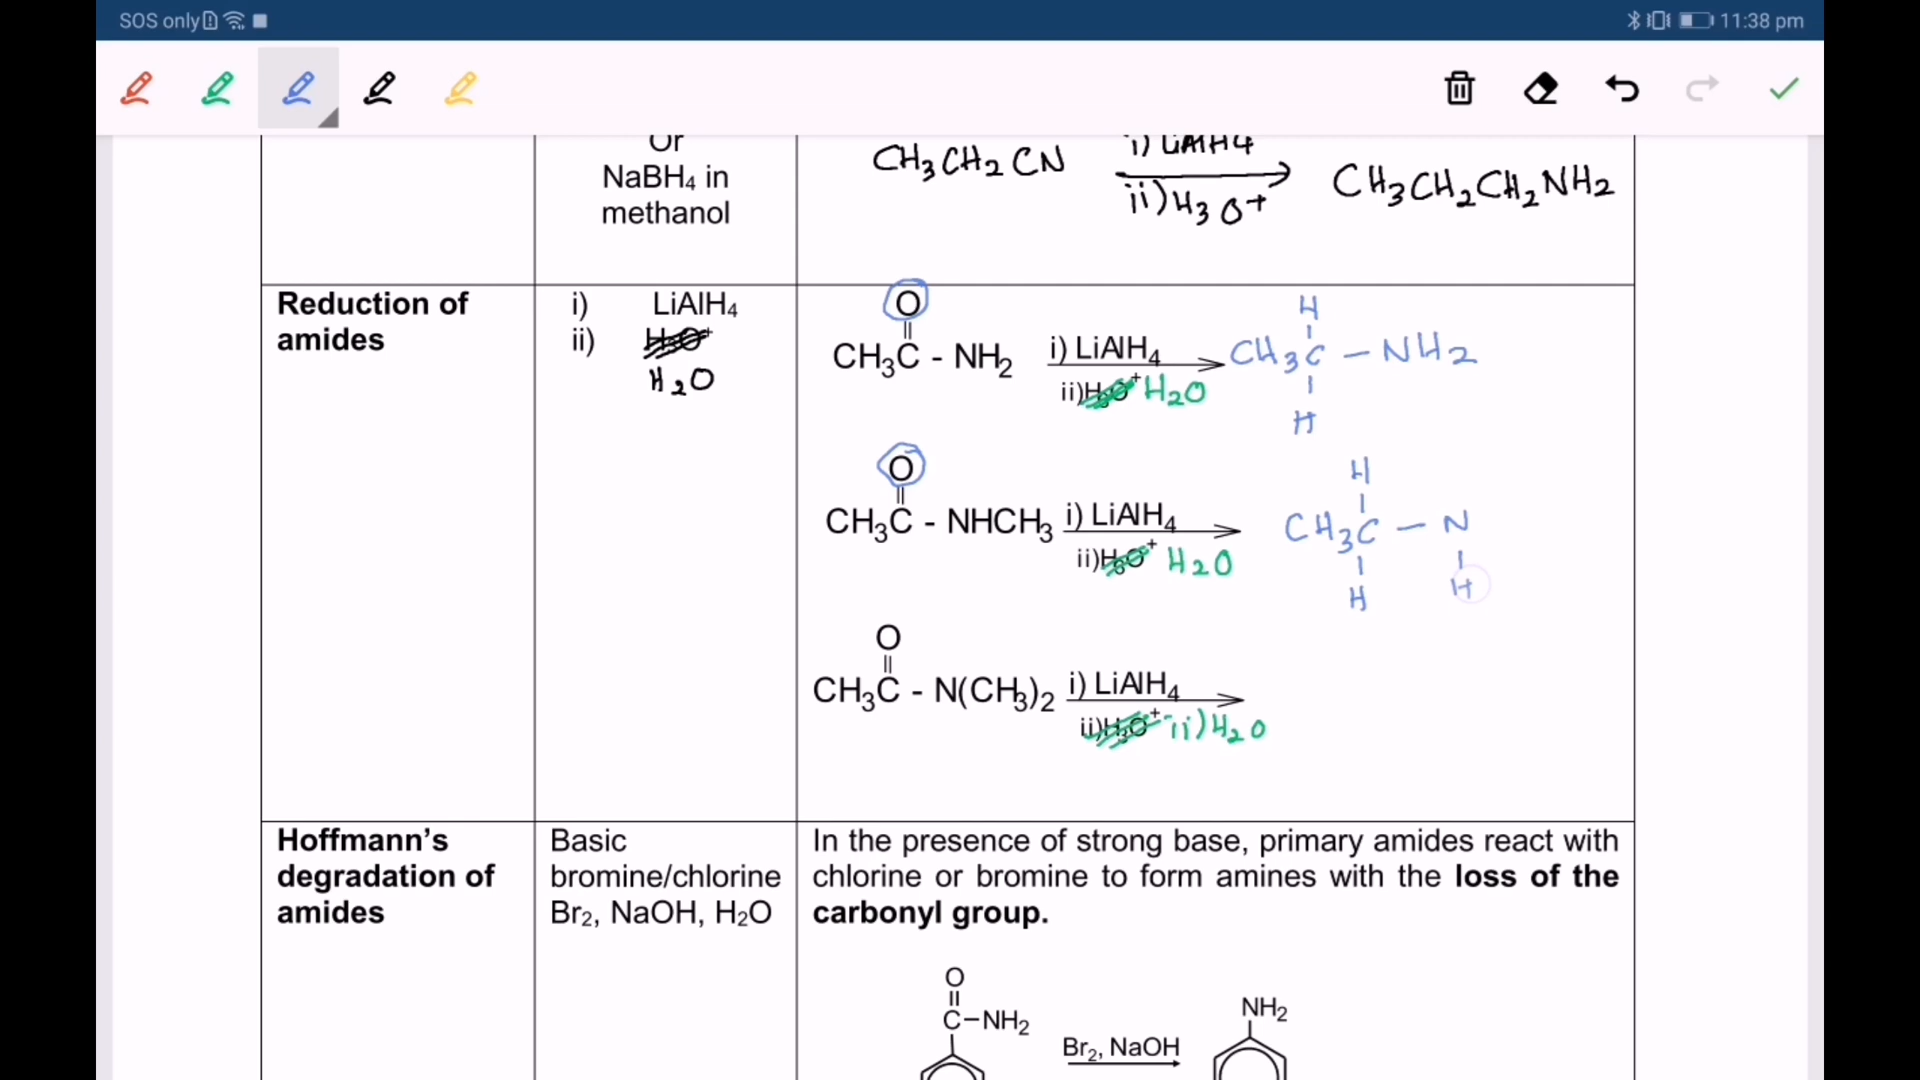 SOS only
11:38 pm
Or
NaBH4 in
methanol
CH3CH2CN
i) LiAlH4
ii) H3O+
CH3CH2CH2NH2
Reduction of
amides
i) LiAlH4
ii) H3O+
H2O
O
CH3C - NH2
i) LiAlH4
ii)H3O+ H2O
H
CH3C - NH2
H
O
CH3C - NHCH3
i) LiAlH4
ii)H3O+ H2O
H
CH3C - N
H H
O
CH3C - N(CH3)2
i) LiAlH4
ii)H3O+ ii) H2O
Hoffmann's
degradation of
amides
Basic
bromine/chlorine
Br2, NaOH, H2O
In the presence of strong base, primary amides react with
chlorine or bromine to form amines with the loss of the
carbonyl group.
O
C-NH2
Br2, NaOH
NH2